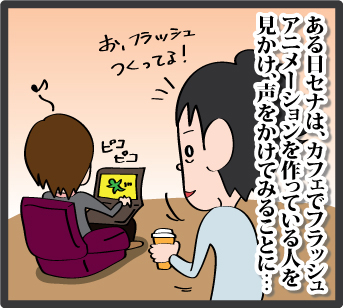 ある日セナは、カフェでフラッシュ
アニメーションを作っている人を
見かけ、声をかけてみることに…
お、フラッシュ
つくってる!
ピコ
ピコ